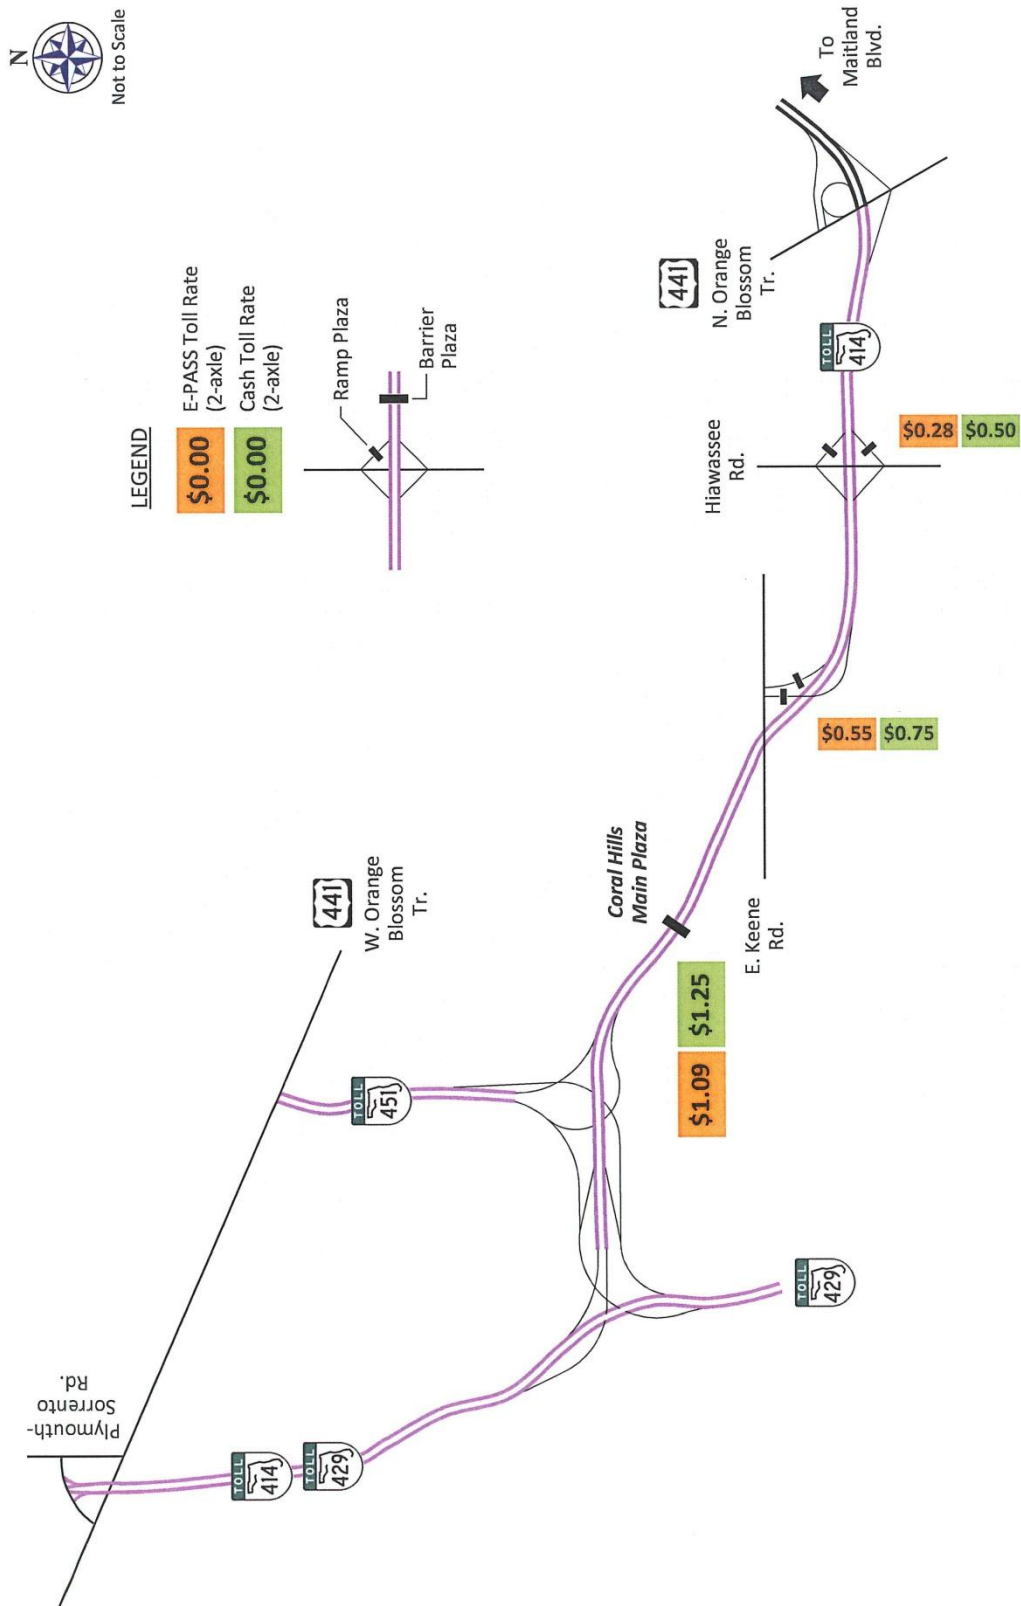 N
Not to Scale
LEGEND
$0.00
E-PASS Toll Rate
(2-axle)
$0.00
Cash Toll Rate
(2-axle)
Ramp Plaza
Barrier
Plaza
Plymouth-
Sorrento
Rd.
TOLL
414
TOLL
429
441
W. Orange
Blossom
Tr.
TOLL
451
TOLL
429
Coral Hills
Main Plaza
$1.09
$1.25
E. Keene
Rd.
$0.55
$0.75
Hiawassee
Rd.
$0.28
$0.50
TOLL
414
441
N. Orange
Blossom
Tr.
To
Maitland
Blvd.